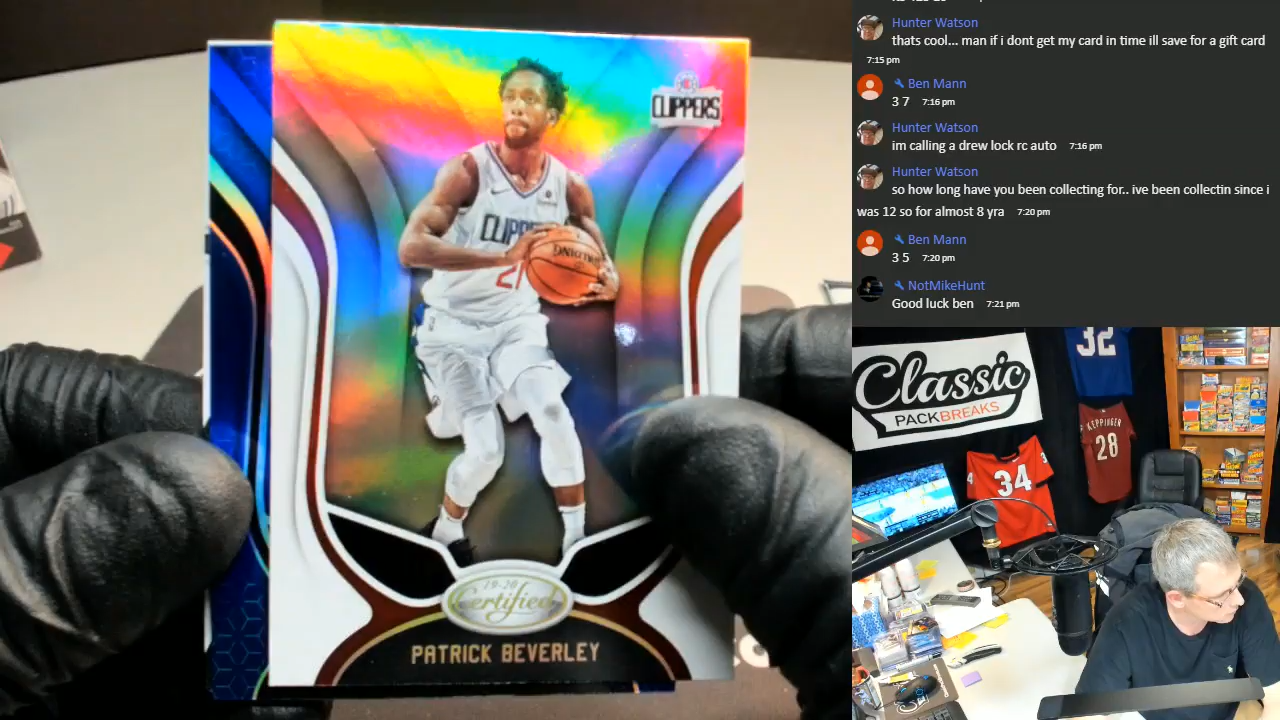 CLIPPERS
CLIPP
21
19-20
Certified
PATRICK BEVERLEY
Hunter Watson
thats cool... man if i dont get my card in time ill save for a gift card
7:15 pm
Ben Mann
3 7 7:16 pm
Hunter Watson
im calling a drew lock rc auto 7:16 pm
Hunter Watson
so how long have you been collecting for.. ive been collectin since i
was 12 so for almost 8 yra 7:20 pm
Ben Mann
3 5 7:20 pm
NotMikeHunt
Good luck ben 7:21 pm
Classic
PACKBREAKS
32
KEPPINGER
28
34